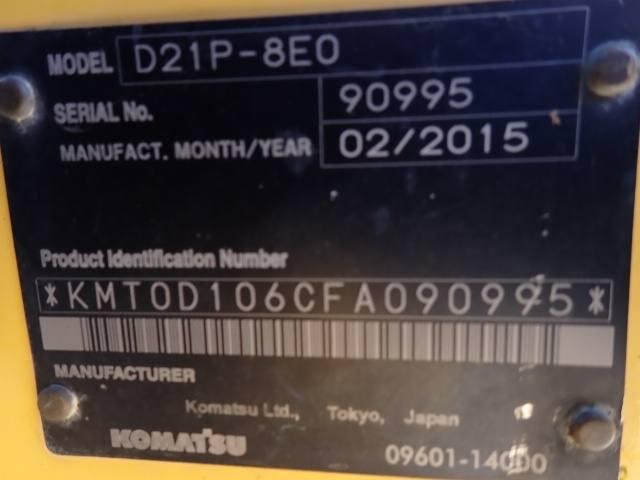 MODEL D21P-8E0
SERIAL No. 90995
MANUFACT. MONTH/YEAR 02/2015
Product Identification Number
*KMT0D106CFA090995*
MANUFACTURER
Komatsu Ltd., Tokyo, Japan
KOMATSU
09601-14000